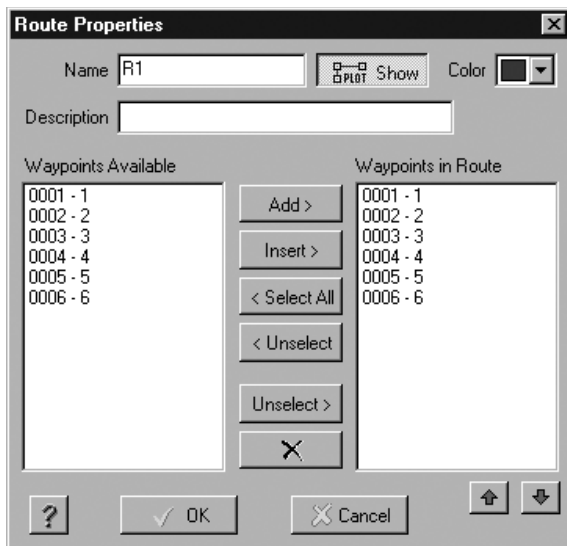 Route Properties
Name R1 PLOT Show Color
Description
Waypoints Available
0001 - 1
0002 - 2
0003 - 3
0004 - 4
0005 - 5
0006 - 6
Add >
Insert >
< Select All
< Unselect
Unselect >
Waypoints in Route
0001 - 1
0002 - 2
0003 - 3
0004 - 4
0005 - 5
0006 - 6
? OK Cancel